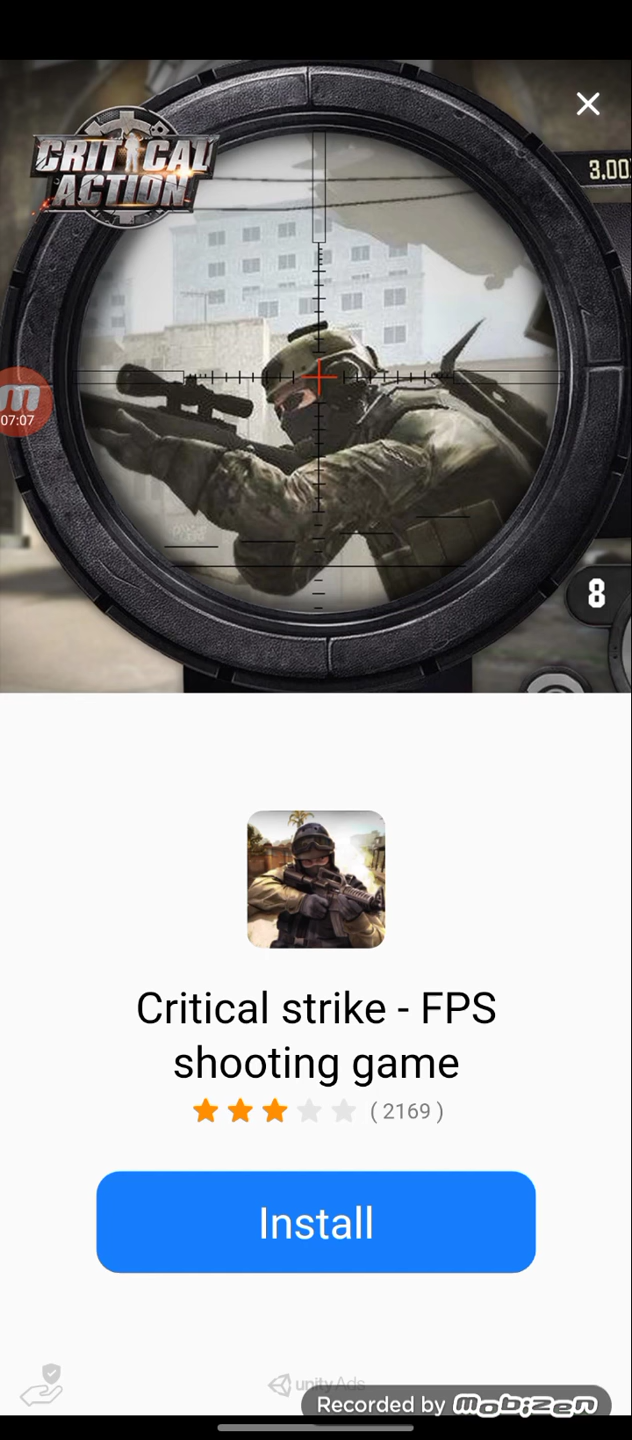 CRITICAL
ACTION
3.00
m
07:07
8
Critical strike - FPS
shooting game
( 2169 )
Install
unity Ads
Recorded by mobizen